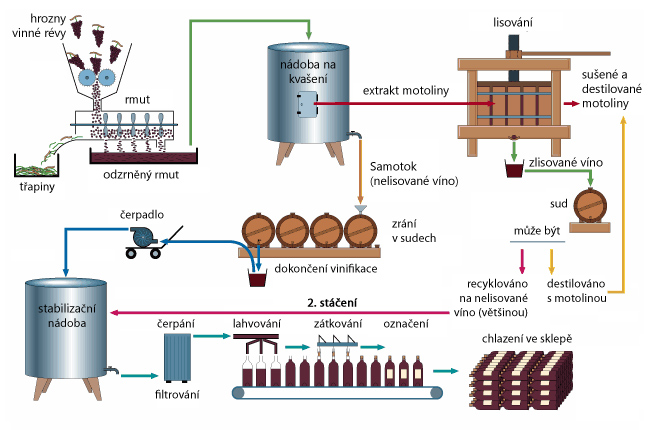 hrozny
vinné révy
rmut
třapiny
odzrněný rmut
nádoba na
kvašení
extrakt motoliny
lisování
sušené a
destilované
motoliny
zlisované víno
sud
může být
Samotok
(nelisované víno)
zrání
v sudech
dokončení vinifikace
čerpadlo
recyklováno
na nelisované
víno (většinou)
destilováno
s motolinou
2. stáčení
stabilizační
nádoba
čerpání
filtrování
lahvování
zátkování
označení
chlazení ve sklepě